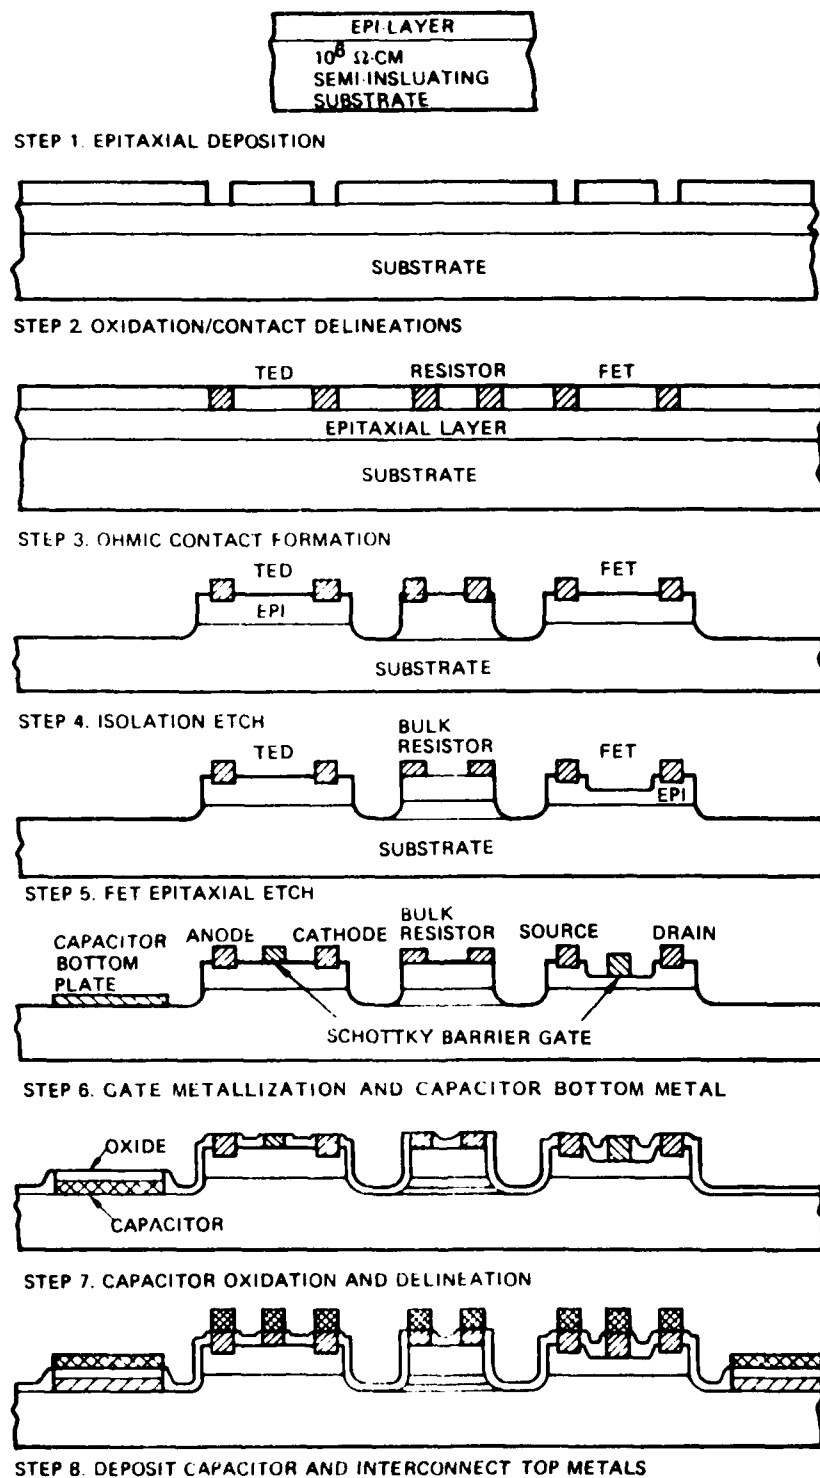 EPI-LAYER
10⁸ Ω-CM
SEMI-INSLUATING
SUBSTRATE
STEP 1. EPITAXIAL DEPOSITION
SUBSTRATE
STEP 2. OXIDATION/CONTACT DELINEATIONS
TED RESISTOR FET
EPITAXIAL LAYER
SUBSTRATE
STEP 3. OHMIC CONTACT FORMATION
TED FET
EPI
SUBSTRATE
STEP 4. ISOLATION ETCH
TED BULK RESISTOR FET
EPI
SUBSTRATE
STEP 5. FET EPITAXIAL ETCH
CAPACITOR
BOTTOM
PLATE
ANODE CATHODE
BULK
RESISTOR
SOURCE DRAIN
SCHOTTKY BARRIER GATE
STEP 6. GATE METALLIZATION AND CAPACITOR BOTTOM METAL
OXIDE
CAPACITOR
STEP 7. CAPACITOR OXIDATION AND DELINEATION
STEP 8. DEPOSIT CAPACITOR AND INTERCONNECT TOP METALS